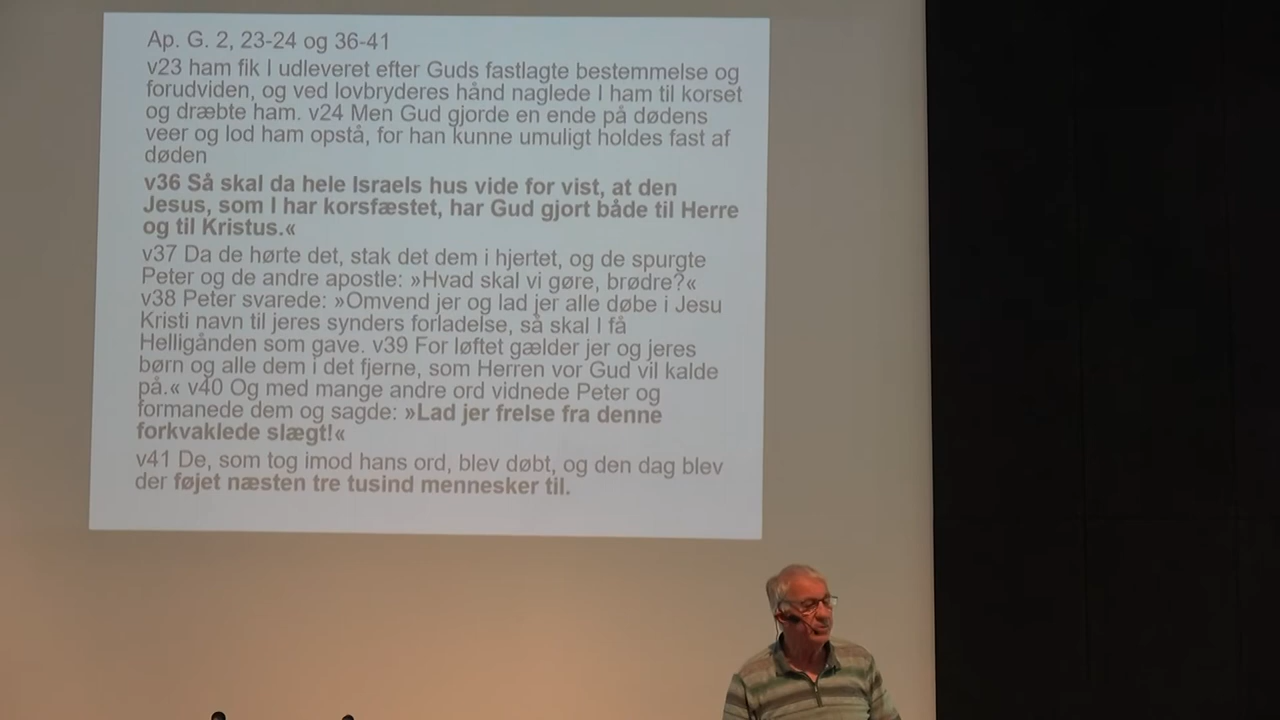 Ap. G. 2, 23-24 og 36-41
v23 ham fik I udleveret efter Guds fastlagte bestemmelse og
forudviden, og ved lovbryderes hånd naglede I ham til korset
og dræbte ham. v24 Men Gud gjorde en ende på dødens
veer og lod ham opstå, for han kunne umuligt holdes fast af
døden
v36 Så skal da hele Israels hus vide for vist, at den
Jesus, som I har korsfæstet, har Gud gjort både til Herre
og til Kristus.«
v37 Da de hørte det, stak det dem i hjertet, og de spurgte
Peter og de andre apostle: »Hvad skal vi gøre, brødre?«
v38 Peter svarede: »Omvend jer og lad jer alle døbe i Jesu
Kristi navn til jeres synders forladelse, så skal I få
Helligånden som gave. v39 For løftet gælder jer og jeres
børn og alle dem i det fjerne, som Herren vor Gud vil kalde
på.« v40 Og med mange andre ord vidnede Peter og
formanede dem og sagde: »Lad jer frelse fra denne
forkvaklede slægt!«
v41 De, som tog imod hans ord, blev døbt, og den dag blev
der føjet næsten tre tusind mennesker til.